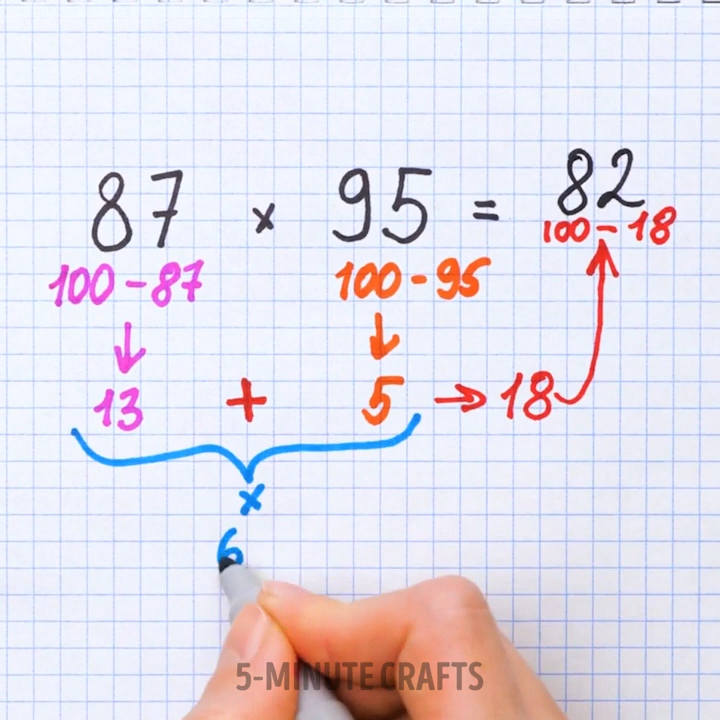 87 × 95 = 82
100-87 100-95 100-18
↓ ↓
13 + 5 → 18
×
6
5-MINUTE CRAFTS